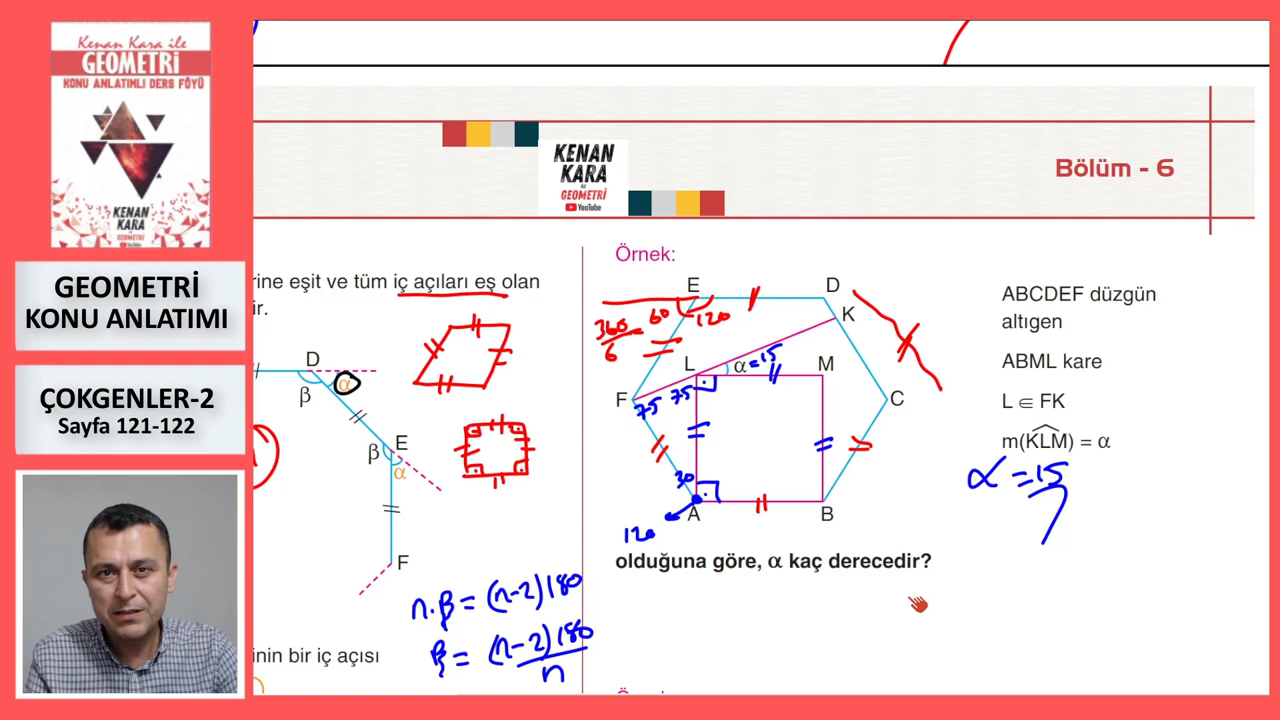 Kenan Kara ile
GEOMETRİ
KONU ANLATIMLI DERS FÖYÜ
KENAN
KARA
ile
GEOMETRİ
GEOMETRİ
KONU ANLATIMI
ÇOKGENLER-2
Sayfa 121-122
KENAN
KARA
ile
GEOMETRİ
YouTube
Bölüm - 6
rine eşit ve tüm iç açıları eş olan
ir.
D
β
α
E
β
α
F
n.β = (n-2)180
β = (n-2)180
n
inin bir iç açısı
Örnek:
E
D
K
360
6
= 60
120
L
α = 15
M
F
75
75
C
30
A
B
120
ABCDEF düzgün
altıgen
ABML kare
L ∈ FK
m(KLM) = α
α = 15
olduğuna göre, α kaç derecedir?